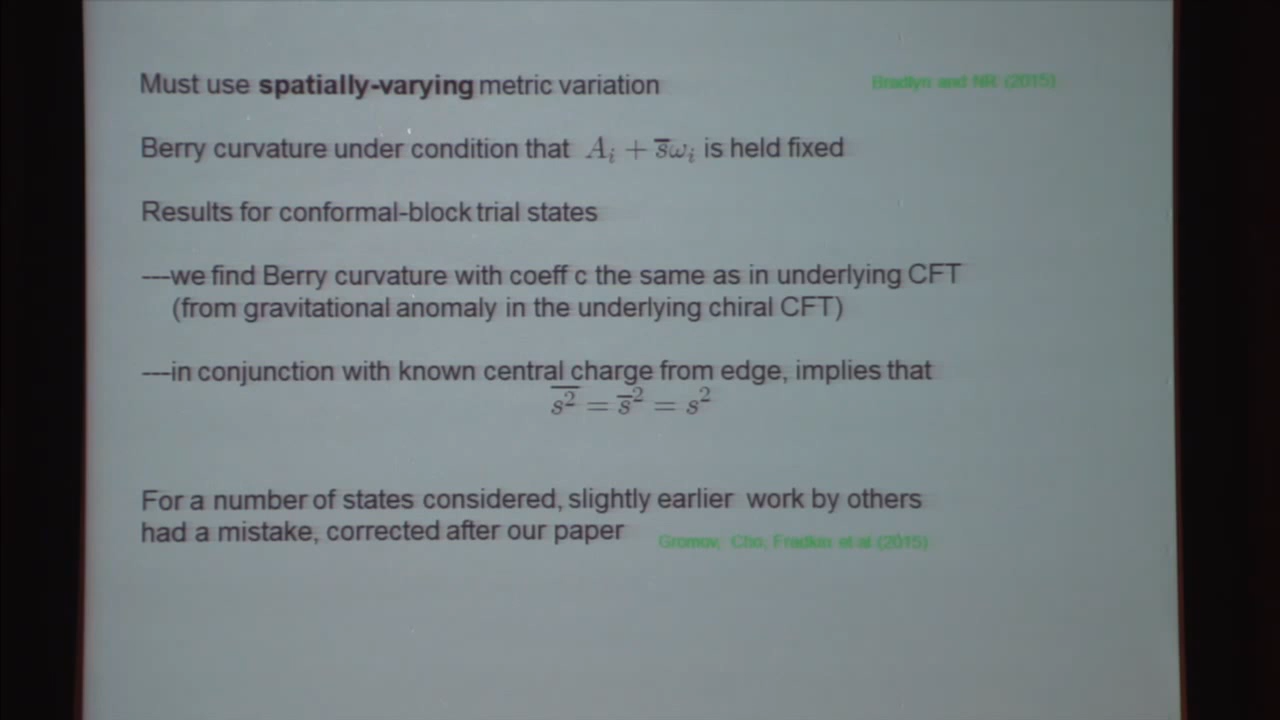 Must use spatially-varying metric variation
Bradlyn and NR (2015)
Berry curvature under condition that $A_i + \overline{s}\omega_i$ is held fixed
Results for conformal-block trial states
---we find Berry curvature with coeff c the same as in underlying CFT
(from gravitational anomaly in the underlying chiral CFT)
---in conjunction with known central charge from edge, implies that
$\overline{s^2} = \overline{s}^2 = s^2$
For a number of states considered, slightly earlier work by others
had a mistake, corrected after our paper
Gromov, Cho, Fradkin et al (2015)